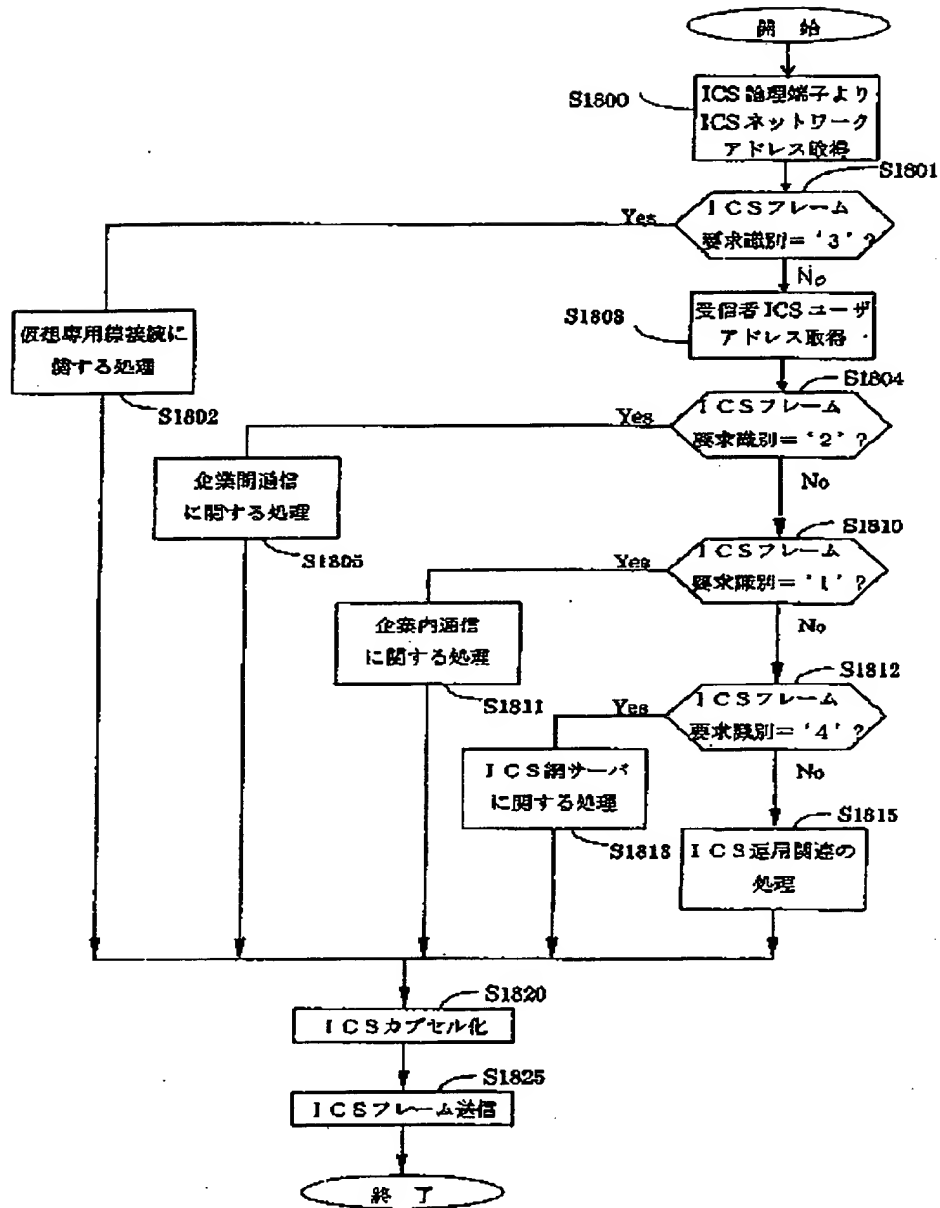 開 始
S1800
ICS論理端子より
ICSネットワーク
アドレス取得
S1801
ICSフレーム
要求識別=‘3’?
Yes
No
仮想専用線接続に
関する処理
S1802
S1803
受信者ICSユーザ
アドレス取得
S1804
ICSフレーム
要求識別=‘2’?
Yes
No
企業間通信
に関する処理
S1805
S1810
ICSフレーム
要求識別=‘1’?
Yes
No
企業内通信
に関する処理
S1811
S1812
ICSフレーム
要求識別=‘4’?
Yes
No
ICS網サーバ
に関する処理
S1813
S1815
ICS運用関連の
処理
S1820
ICSカプセル化
S1825
ICSフレーム送信
終 了